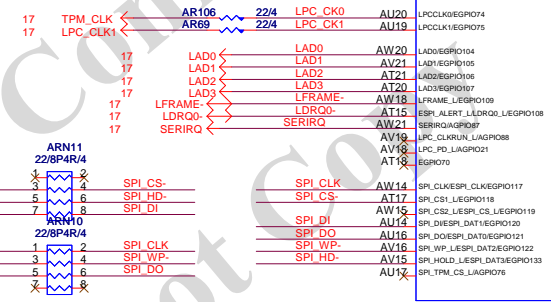 17 TPM_CLK AR106 22/4 LPC_CK0 AU20 LPCCLK0/EGPIO74
17 LPC_CLK1 AR69 22/4 LPC_CK1 AU19 LPCCLK1/EGPIO75
17 LAD0 LAD0 AW20 LAD0/EGPIO104
17 LAD1 LAD1 AV21 LAD1/EGPIO105
17 LAD2 LAD2 AT21 LAD2/EGPIO106
17 LAD3 LAD3 AT20 LAD3/EGPIO107
17 LFRAME- LFRAME- AW18 LFRAME_L/EGPIO109
17 LDRQ0- LDRQ0- AT15 ESPI_ALERT_L/LDRQ0_L/EGPIO108
17 SERIRQ SERIRQ AW21 SERIRQ/AGPIO87
AV19 LPC_CLKRUN_L/AGPIO88
AV18 LPC_PD_L/AGPIO21
AT18 EGPIO70
ARN11
22/8P4R/4
1 2
3 4 SPI_CS-
5 6 SPI_HD-
7 8 SPI_DI
ARN10
22/8P4R/4
1 2 SPI_CLK
3 4 SPI_WP-
5 6 SPI_DO
7 8
SPI_CLK AW14 SPI_CLK/ESPI_CLK/EGPIO117
SPI_CS- AT17 SPI_CS1_L/EGPIO118
AW15 SPI_CS2_L/ESPI_CS_L/EGPIO119
SPI_DI AU14 SPI_DI/ESPI_DAT1/EGPIO120
SPI_DO AU16 SPI_DO/ESPI_DAT0/EGPIO121
SPI_WP- AV16 SPI_WP_L/ESPI_DAT2/EGPIO122
SPI_HD- AV15 SPI_HOLD_L/ESPI_DAT3/EGPIO133
AU17 SPI_TPM_CS_L/AGPIO76
Not Copy